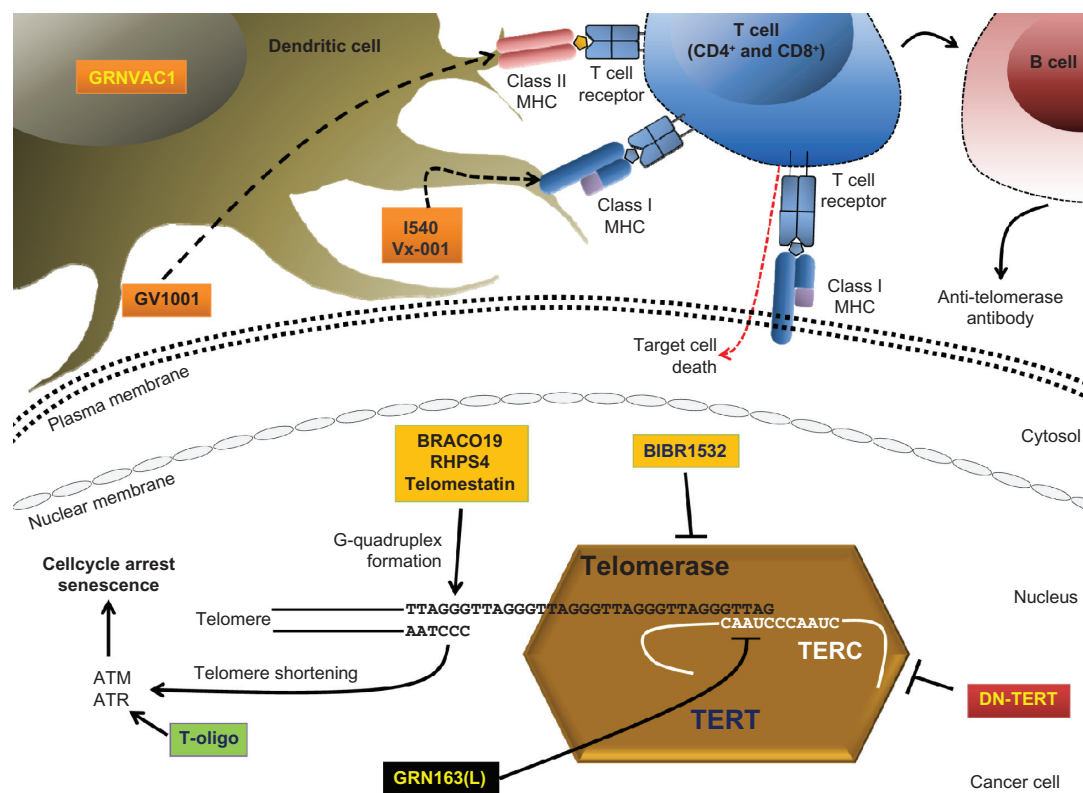 Dendritic cell
GRNVAC1
Class II
MHC
T cell
receptor
T cell
(CD4⁺ and CD8⁺)
B cell
I540
Vx-001
Class I
MHC
T cell
receptor
GV1001
Class I
MHC
Anti-telomerase
antibody
Target cell
death
Plasma membrane
Cytosol
Nuclear membrane
BRACO19
RHPS4
Telomestatin
BIBR1532
G-quadruplex
formation
Cellcycle arrest
senescence
Telomerase
Nucleus
Telomere
TTAGGGTTAGGGTTAGGGTTAGGGTTAGGGTTAG
AATCCC
CAAUCCCAAUC
TERC
Telomere shortening
ATM
ATR
T-oligo
TERT
DN-TERT
GRN163(L)
Cancer cell